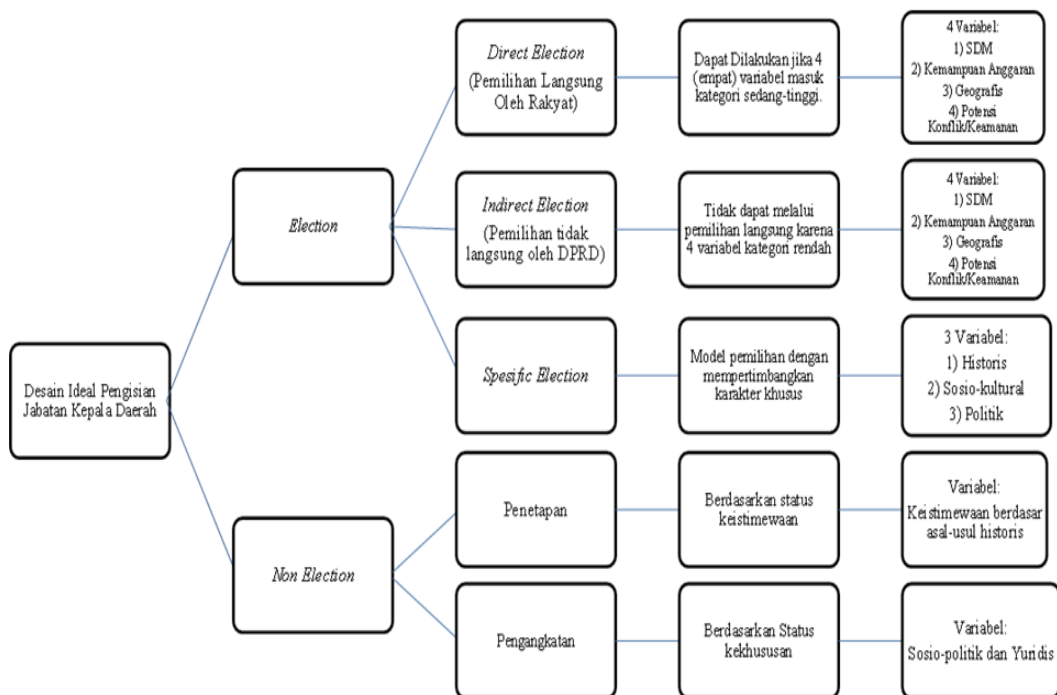 Desain Ideal Pengisian
Jabatan Kepala Daerah
Election
Direct Election
(Pemilihan Langsung
Oleh Rakyat)
Dapat Dilakukan jika 4
(empat) variabel masuk
kategori sedang-tinggi.
4 Variabel:
1) SDM
2) Kemampuan Anggaran
3) Geografis
4) Potensi
Konflik/Keamanan
Indirect Election
(Pemilihan tidak
langsung oleh DPRD)
Tidak dapat melalui
pemilihan langsung karena
4 variabel kategori rendah
4 Variabel:
1) SDM
2) Kemampuan Anggaran
3) Geografis
4) Potensi
Konflik/Keamanan
Spesific Election
Model pemilihan dengan
mempertimbangkan
karakter khusus
3 Variabel:
1) Historis
2) Sosio-kultural
3) Politik
Non Election
Penetapan
Berdasarkan status
keistimewaan
Variabel:
Keistimewaan berdasar
asal-usul historis
Pengangkatan
Berdasarkan Status
kekhususan
Variabel:
Sosio-politik dan Yuridis